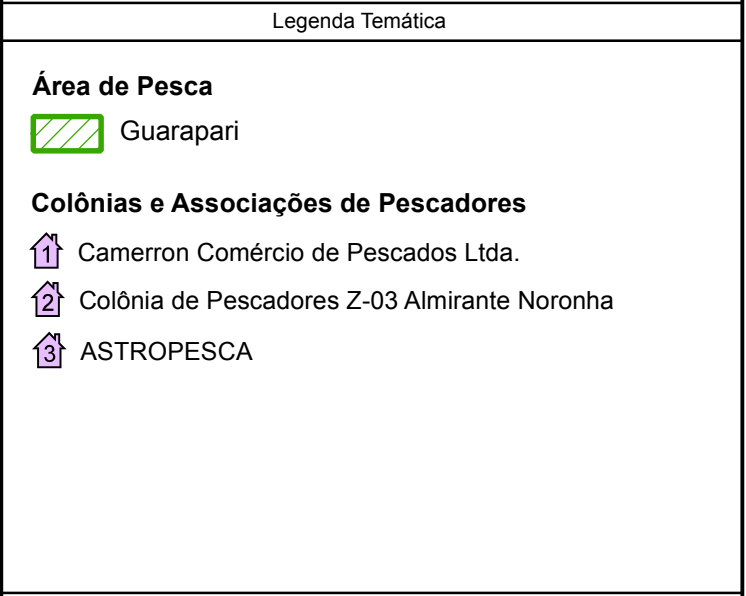 Legenda Temática
Área de Pesca
Guarapari
Colônias e Associações de Pescadores
1 Camerron Comércio de Pescados Ltda.
2 Colônia de Pescadores Z-03 Almirante Noronha
3 ASTROPESCA